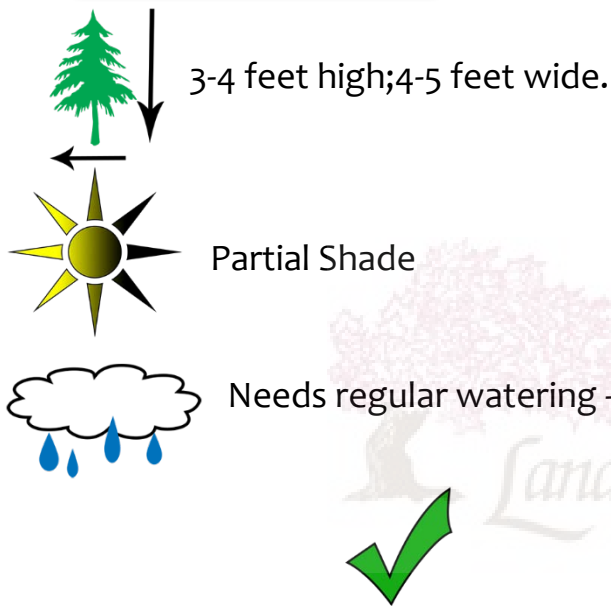 3-4 feet high;4-5 feet wide.
Partial Shade
Needs regular watering -